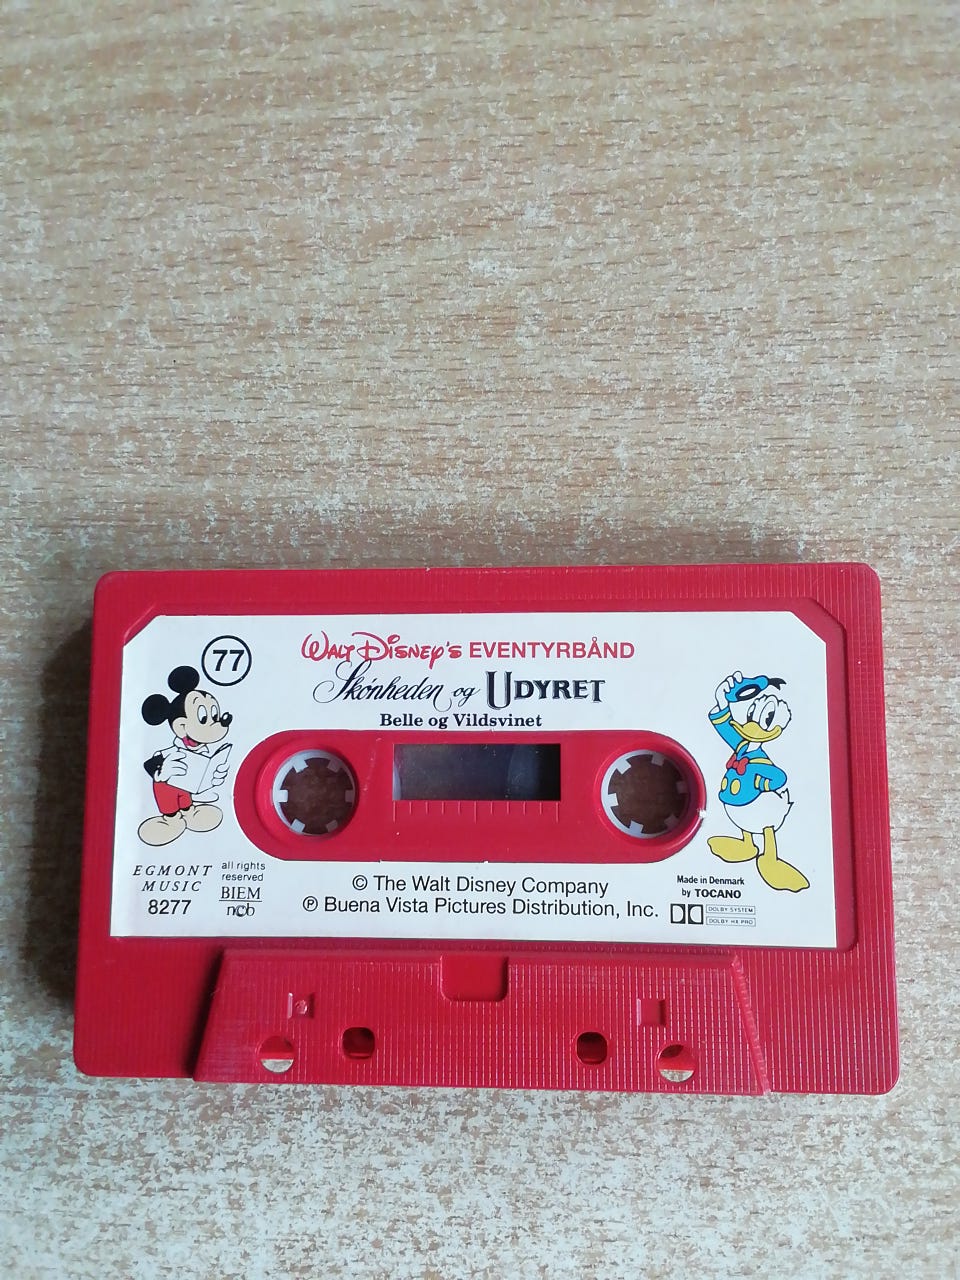 77
WALT DISNEY'S EVENTYRBÅND
Skønheden og UDYRET
Belle og Vildsvinet
EGMONT
MUSIC
8277
all rights
reserved
BIEM
ncb
© The Walt Disney Company
℗ Buena Vista Pictures Distribution, Inc.
Made in Denmark
by TOCANO
DOLBY SYSTEM
DOLBY HX PRO